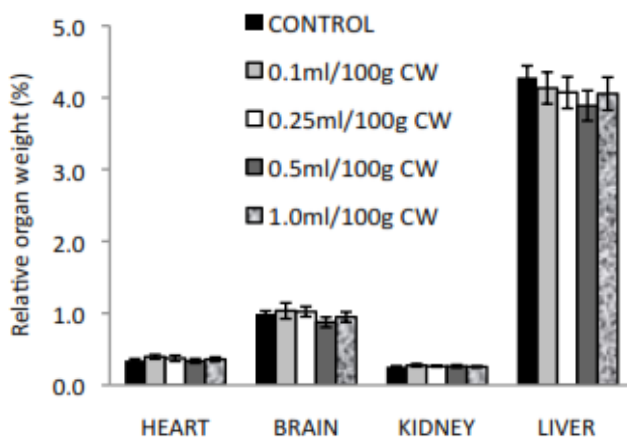 Relative organ weight (%)
5.0
4.0
3.0
2.0
1.0
0.0
CONTROL
0.1ml/100g CW
0.25ml/100g CW
0.5ml/100g CW
1.0ml/100g CW
HEART BRAIN KIDNEY LIVER